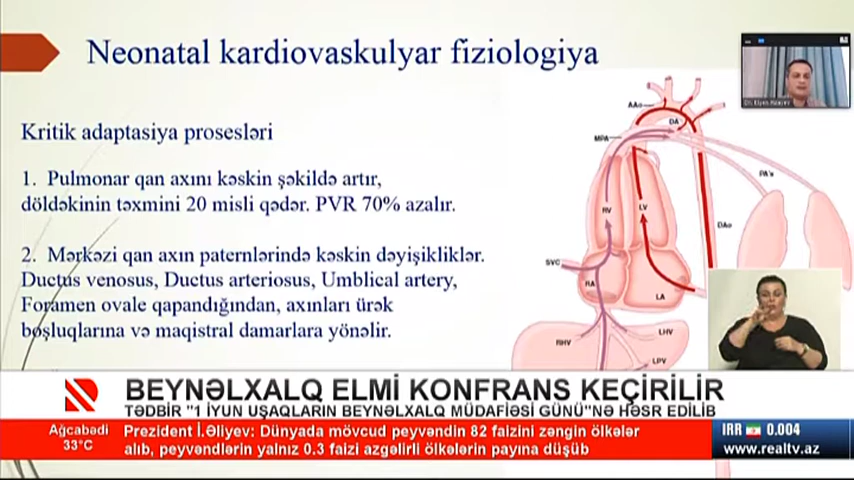 Neonatal kardiovaskulyar fiziologiya
Kritik adaptasiya prosesləri
1. Pulmonar qan axını kəskin şəkildə artır,
döldəkinin təxmini 20 misli qədər. PVR 70% azalır.
2. Mərkəzi qan axın paternlərində kəskin dəyişikliklər.
Ductus venosus, Ductus arteriosus, Umblical artery,
Foramen ovale qapandığından, axınları ürək
boşluqlarına və maqistral damarlara yönəlir.
AAo
DA
MPA
PA's
RV
LV
DAo
SVC
RA
LA
RHV
LHV
LPV
BEYNƏLXALQ ELMİ KONFRANS KEÇİRİLİR
TƏDBİR "1 İYUN UŞAQLARIN BEYNƏLXALQ MÜDAFİƏSİ GÜNÜ"NƏ HƏSR EDİLİB
Ağcabədi
33°C
Prezident İ.Əliyev: Dünyada mövcud peyvəndin 82 faizini zəngin ölkələr
alıb, peyvəndlərin yalnız 0.3 faizi azgəlirli ölkələrin payına düşüb
IRR 0.004
www.realtv.az